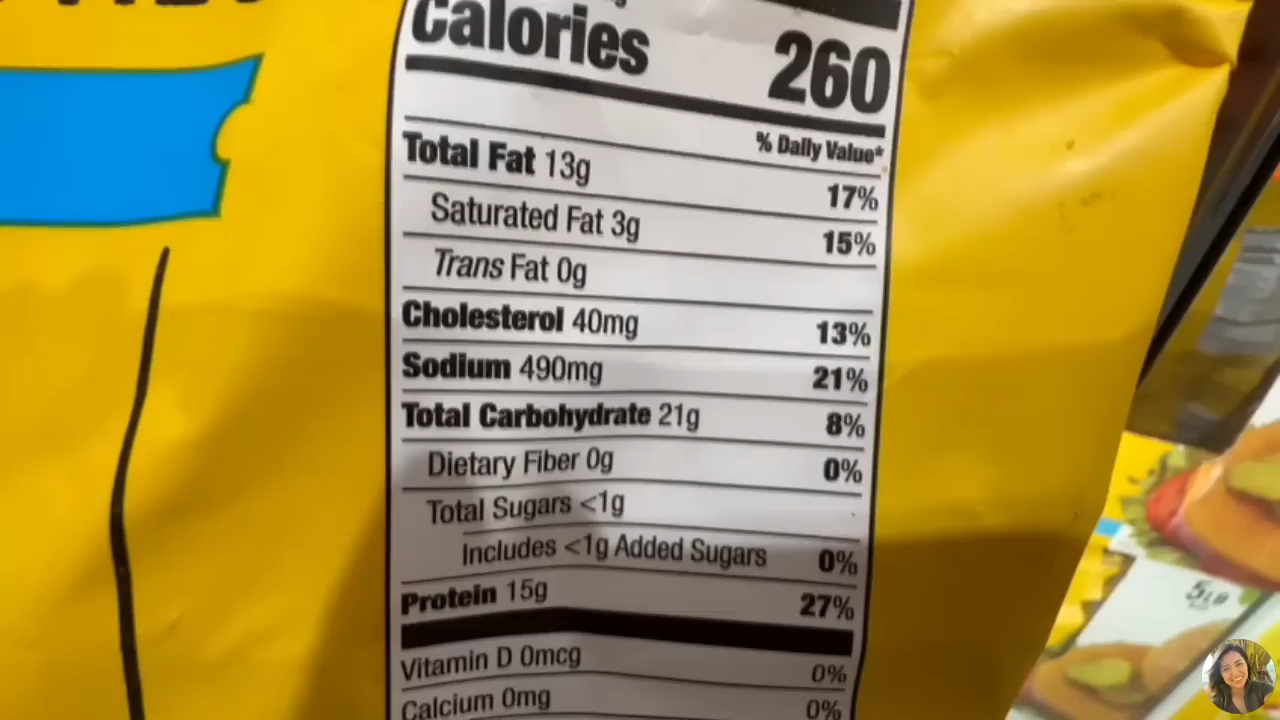 Calories 260
% Daily Value*
Total Fat 13g 17%
Saturated Fat 3g 15%
Trans Fat 0g
Cholesterol 40mg 13%
Sodium 490mg 21%
Total Carbohydrate 21g 8%
Dietary Fiber 0g 0%
Total Sugars <1g
Includes <1g Added Sugars 0%
Protein 15g 27%
Vitamin D 0mcg 0%
Calcium 0mg 0%
5LB